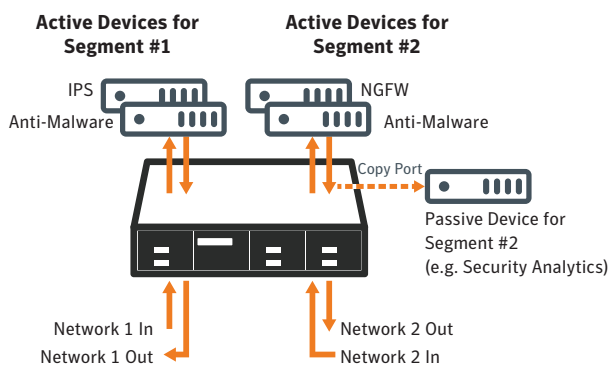 Active Devices for
Segment #1
Active Devices for
Segment #2
IPS
NGFW
Anti-Malware
Anti-Malware
Copy Port
Passive Device for
Segment #2
(e.g. Security Analytics)
Network 1 In
Network 2 Out
Network 1 Out
Network 2 In